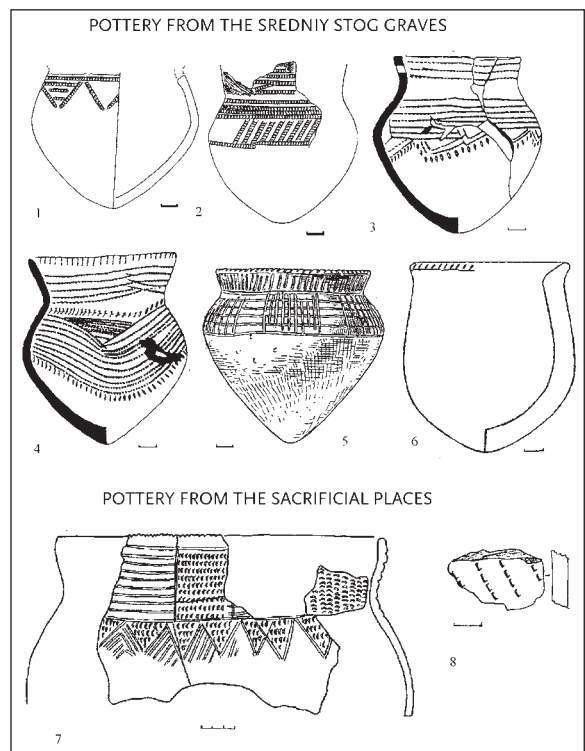 POTTERY FROM THE SREDNIY STOG GRAVES
1 2 3
4 5 6
POTTERY FROM THE SACRIFICIAL PLACES
7 8